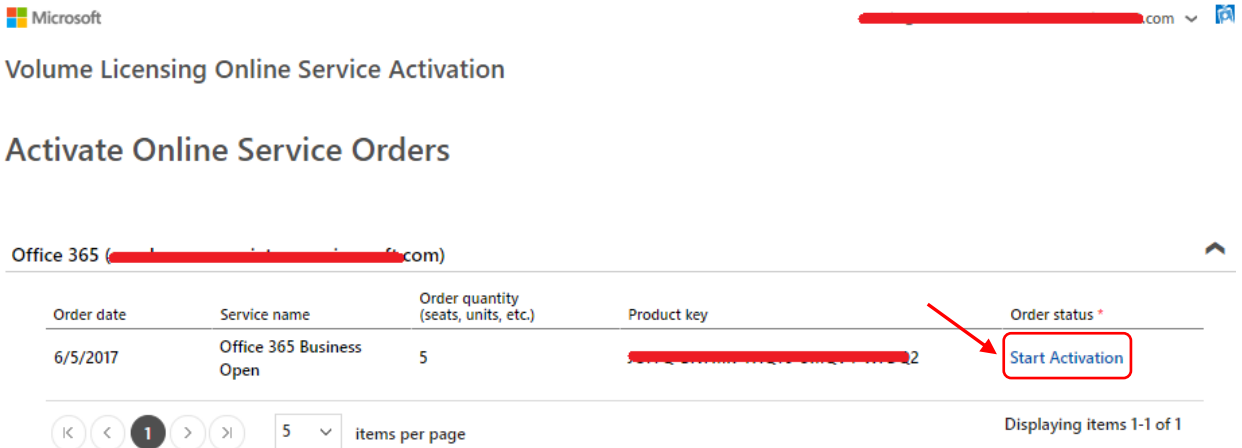 Microsoft
.com
Volume Licensing Online Service Activation
Activate Online Service Orders
Office 365 ( com)
Order date
Service name
Order quantity
(seats, units, etc.)
Product key
Order status *
6/5/2017
Office 365 Business
Open
5
Q2
Start Activation
1
5
items per page
Displaying items 1-1 of 1